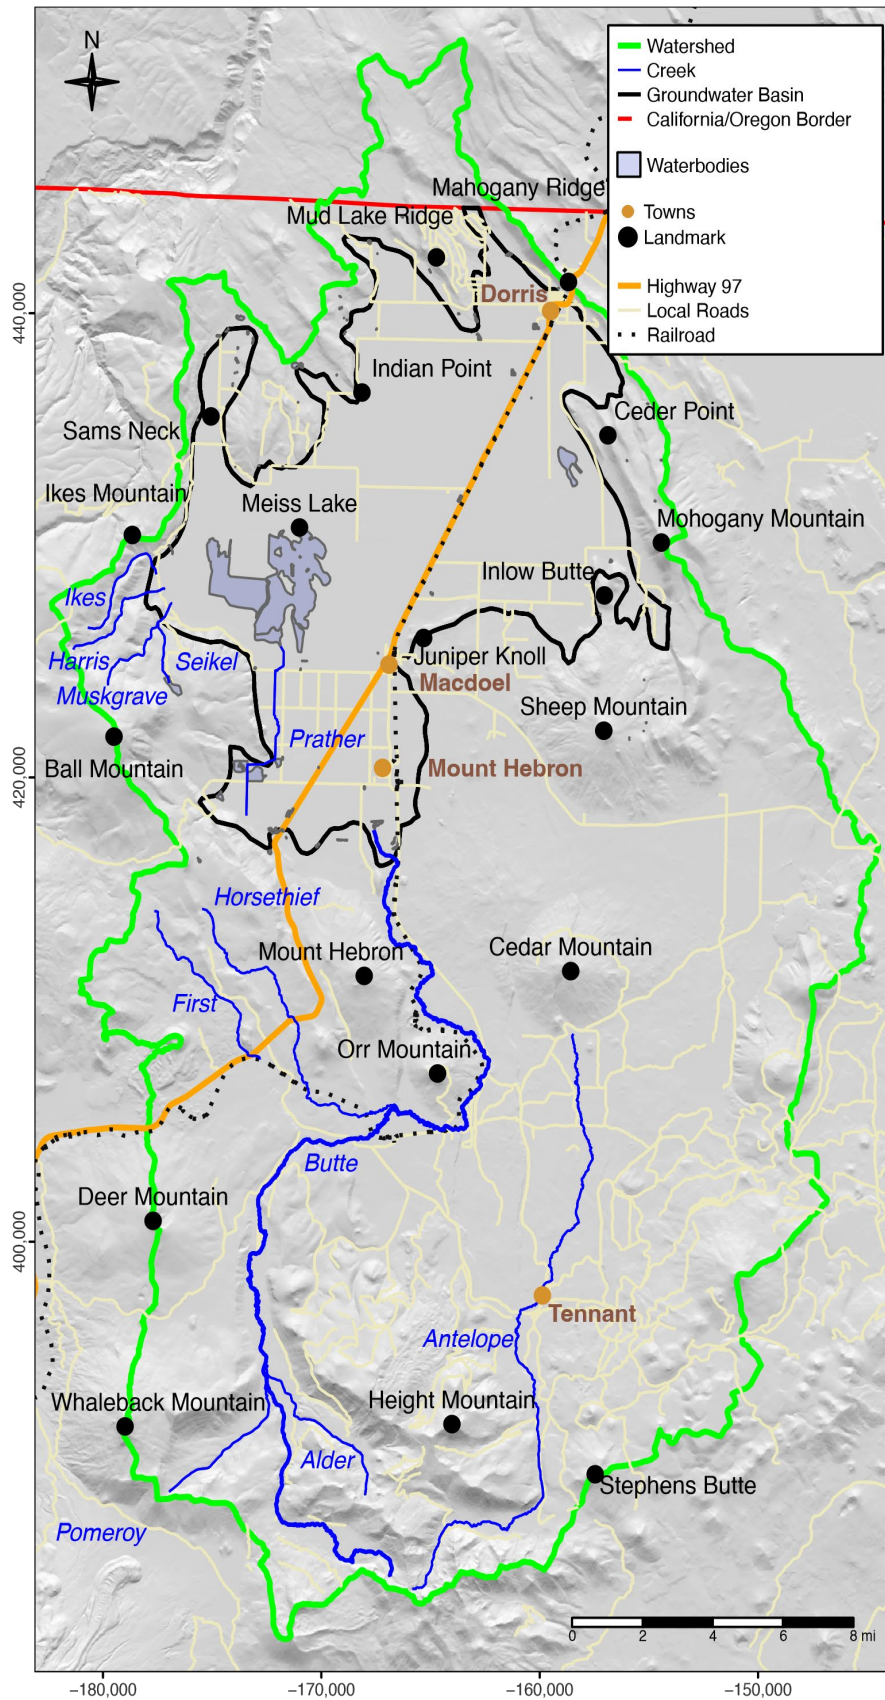 N
Watershed
Creek
Groundwater Basin
California/Oregon Border
Waterbodies
Towns
Landmark
Highway 97
Local Roads
Railroad
Mahogany Ridge
Mud Lake Ridge
Dorris
440,000
Indian Point
Ceder Point
Sams Neck
Ikes Mountain
Meiss Lake
Mohogany Mountain
Inlow Butte
Ikes
Harris
Seikel
Juniper Knoll
Muskgrave
Macdoel
Sheep Mountain
Prather
Ball Mountain
Mount Hebron
420,000
Horsethief
Mount Hebron
Cedar Mountain
First
Orr Mountain
Butte
Deer Mountain
400,000
Tennant
Antelope
Whaleback Mountain
Height Mountain
Alder
Stephens Butte
Pomeroy
0 2 4 6 8 mi
−180,000 −170,000 −160,000 −150,000